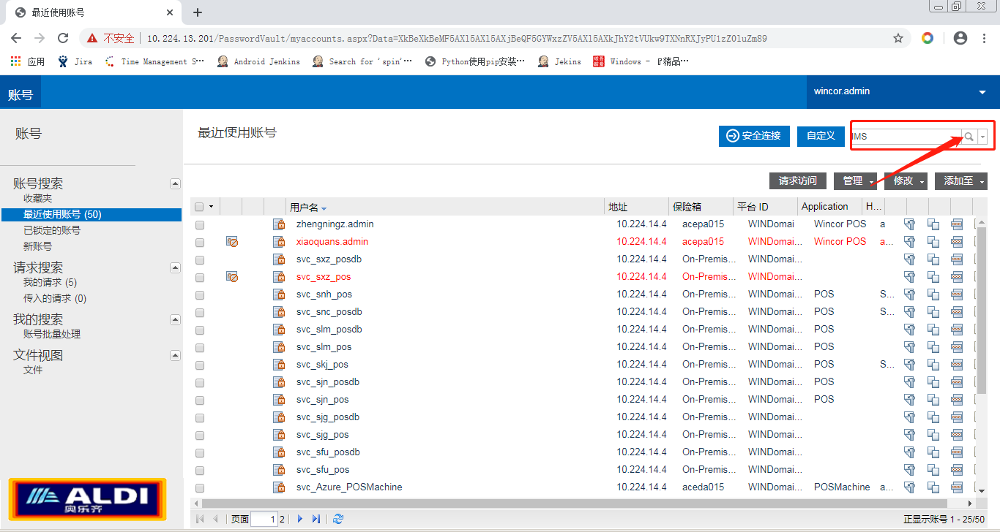 最近使用账号
不安全 10.224.13.201/PasswordVault/myaccounts.aspx?Data=XkBeXkBeMF5AXl5AXl5AXjBeQF5GYWxzZV5AXl5AXkJhY2tVUkw9TXNnRXJyPU1zZ01uZm89
应用 Jira Time Management S… Android Jenkins Search for 'spin'… Python使用pip安装… Jekins Windows - 『精品…
账号 wincor.admin
账号
最近使用账号 安全连接 自定义 IMS
账号搜索
收藏夹
最近使用账号 (50)
已锁定的账号
新账号
请求搜索
我的请求 (5)
传入的请求 (0)
我的搜索
账号批量处理
文件视图
文件
ALDI
奥乐齐
请求访问 管理 修改 添加至
用户名 地址 保险箱 平台 ID Application H...
zhengningz.admin 10.224.14.4 acepa015 WINDomai Wincor POS a
xiaoquans.admin 10.224.14.4 acepa015 WINDomai Wincor POS a...
svc_sxz_posdb 10.224.14.4 On-Premis... WINDomai...
svc_sxz_pos 10.224.14.4 On-Premis... WINDomai...
svc_snh_pos 10.224.14.4 On-Premis... WINDomai... POS S...
svc_snc_posdb 10.224.14.4 On-Premis... WINDomai... POS S...
svc_slm_posdb 10.224.14.4 On-Premis... WINDomai... POS
svc_slm_pos 10.224.14.4 On-Premis... WINDomai... POS
svc_skj_pos 10.224.14.4 On-Premis... WINDomai... POS S...
svc_sjn_posdb 10.224.14.4 On-Premis... WINDomai... POS
svc_sjn_pos 10.224.14.4 On-Premis... WINDomai... POS
svc_sjg_posdb 10.224.14.4 On-Premis... WINDomai...
svc_sjg_pos 10.224.14.4 On-Premis... WINDomai...
svc_sfu_posdb 10.224.14.4 On-Premis... WINDomai...
svc_sfu_pos 10.224.14.4 On-Premis... WINDomai...
svc_Azure_POSMachine 10.224.14.4 aceda015 WINDomai... POSMachine a...
页面 1 2 正显示账号 1 - 25/50